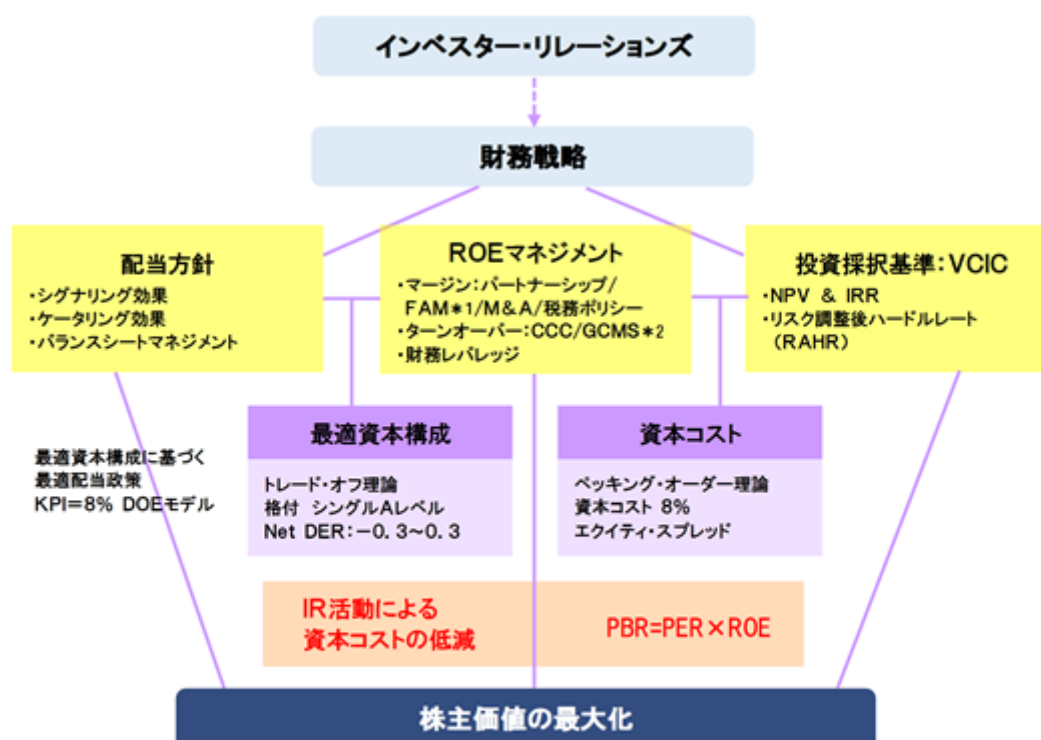 インベスター・リレーションズ
財務戦略
配当方針
・シグナリング効果
・ケータリング効果
・バランスシートマネジメント
ROEマネジメント
・マージン:パートナーシップ/
FAM*1/M&A/税務ポリシー
・ターンオーバー:CCC/GCMS*2
・財務レバレッジ
投資採択基準:VCIC
・NPV & IRR
・リスク調整後ハードルレート
(RAHR)
最適資本構成に基づく
最適配当政策
KPI=8% DOEモデル
最適資本構成
トレード・オフ理論
格付 シングルAレベル
Net DER:-0.3~0.3
資本コスト
ペッキング・オーダー理論
資本コスト 8%
エクイティ・スプレッド
IR活動による
資本コストの低減
PBR=PER×ROE
株主価値の最大化